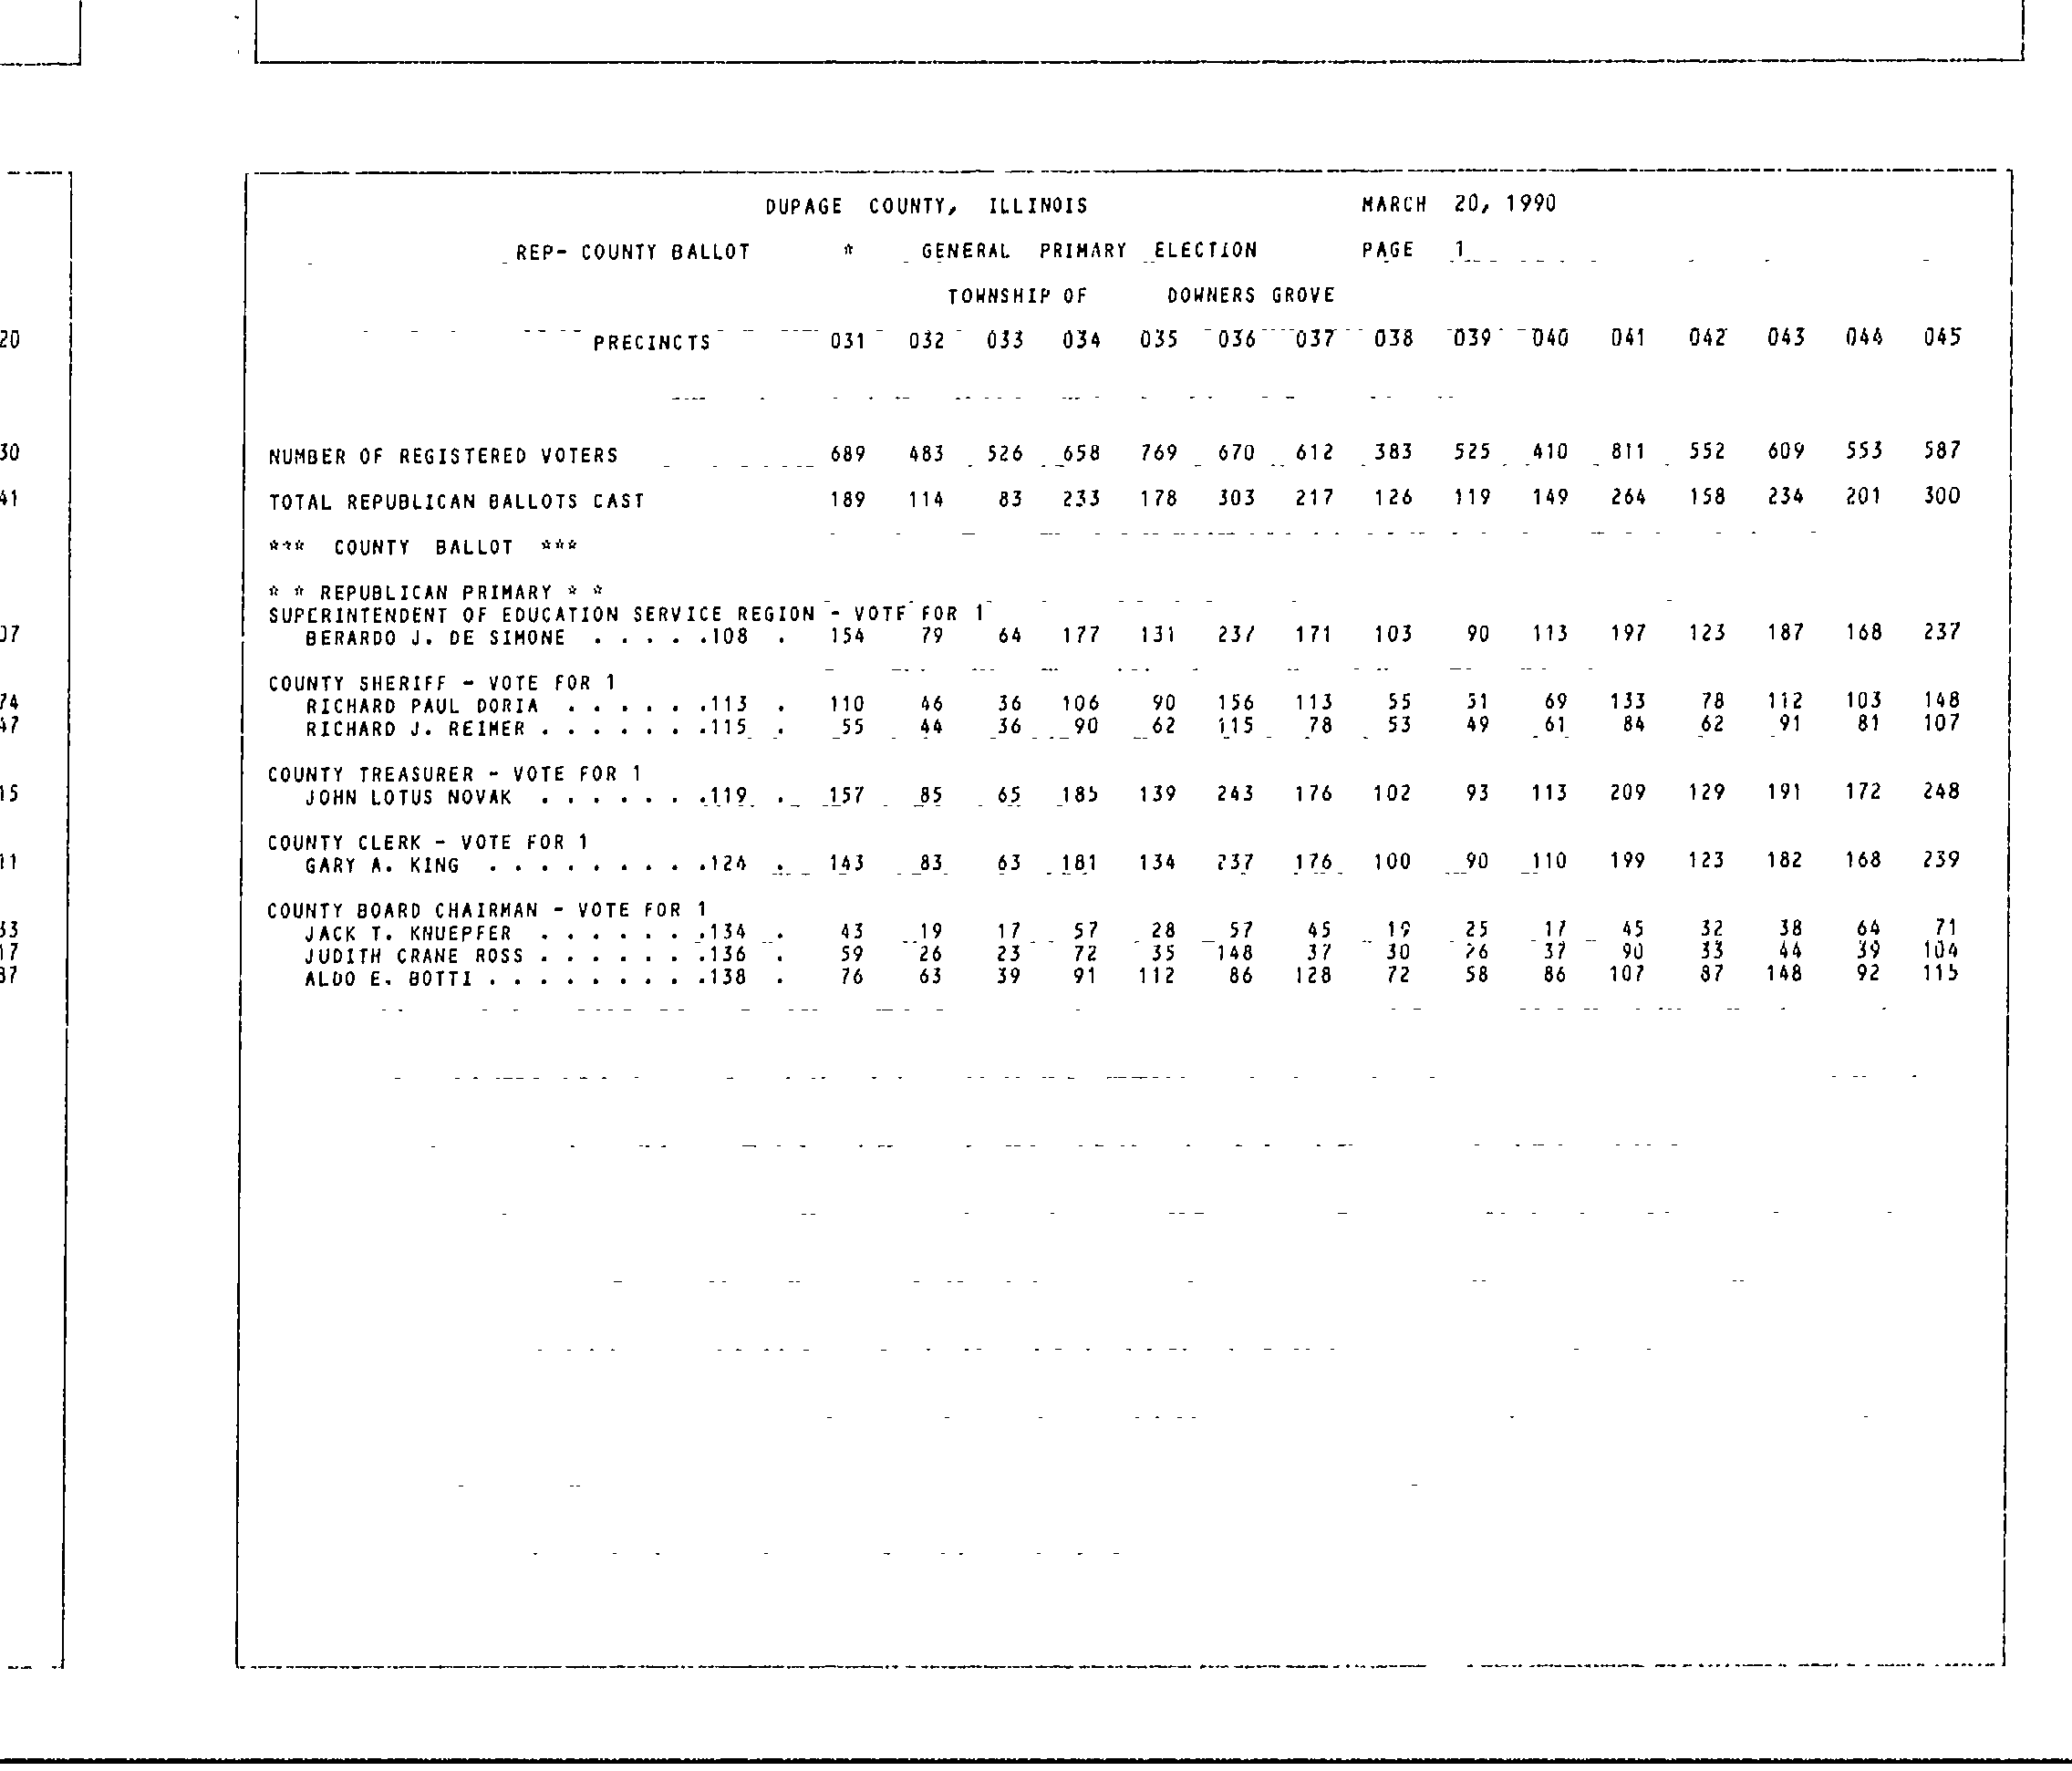 DUPAGE COUNTY, ILLINOIS MARCH 20, 1990
REP- COUNTY BALLOT * GENERAL PRIMARY ELECTION PAGE 1
TOWNSHIP OF DOWNERS GROVE
20
PRECINCTS 031 032 033 034 035 036 037 038 039 040 041 042 043 044 045
30
NUMBER OF REGISTERED VOTERS 689 483 526 658 769 670 612 383 525 410 811 552 609 553 587
41
TOTAL REPUBLICAN BALLOTS CAST 189 114 83 233 178 303 217 126 119 149 264 158 234 201 300
*** COUNTY BALLOT ***
* * REPUBLICAN PRIMARY * *
SUPERINTENDENT OF EDUCATION SERVICE REGION - VOTE FOR 1
07
BERARDO J. DE SIMONE . . . . .108 . 154 79 64 177 131 237 171 103 90 113 197 123 187 168 237
COUNTY SHERIFF - VOTE FOR 1
74
RICHARD PAUL DORIA . . . . . .113 . 110 46 36 106 90 156 113 55 51 69 133 78 112 103 148
47
RICHARD J. REIMER . . . . . . .115 . 55 44 36 90 62 115 78 53 49 61 84 62 91 81 107
COUNTY TREASURER - VOTE FOR 1
15
JOHN LOTUS NOVAK . . . . . . .119 . 157 85 65 185 139 243 176 102 93 113 209 129 191 172 248
COUNTY CLERK - VOTE FOR 1
11
GARY A. KING . . . . . . . . .124 . 143 83 63 181 134 237 176 100 90 110 199 123 182 168 239
COUNTY BOARD CHAIRMAN - VOTE FOR 1
33
JACK T. KNUEPFER . . . . . . .134 . 43 19 17 57 28 57 45 19 25 17 45 32 38 64 71
17
JUDITH CRANE ROSS . . . . . . .136 . 59 26 23 72 35 148 37 30 26 37 90 33 44 39 104
37
ALDO E. BOTTI . . . . . . . . .138 . 76 63 39 91 112 86 128 72 58 86 107 87 148 92 115